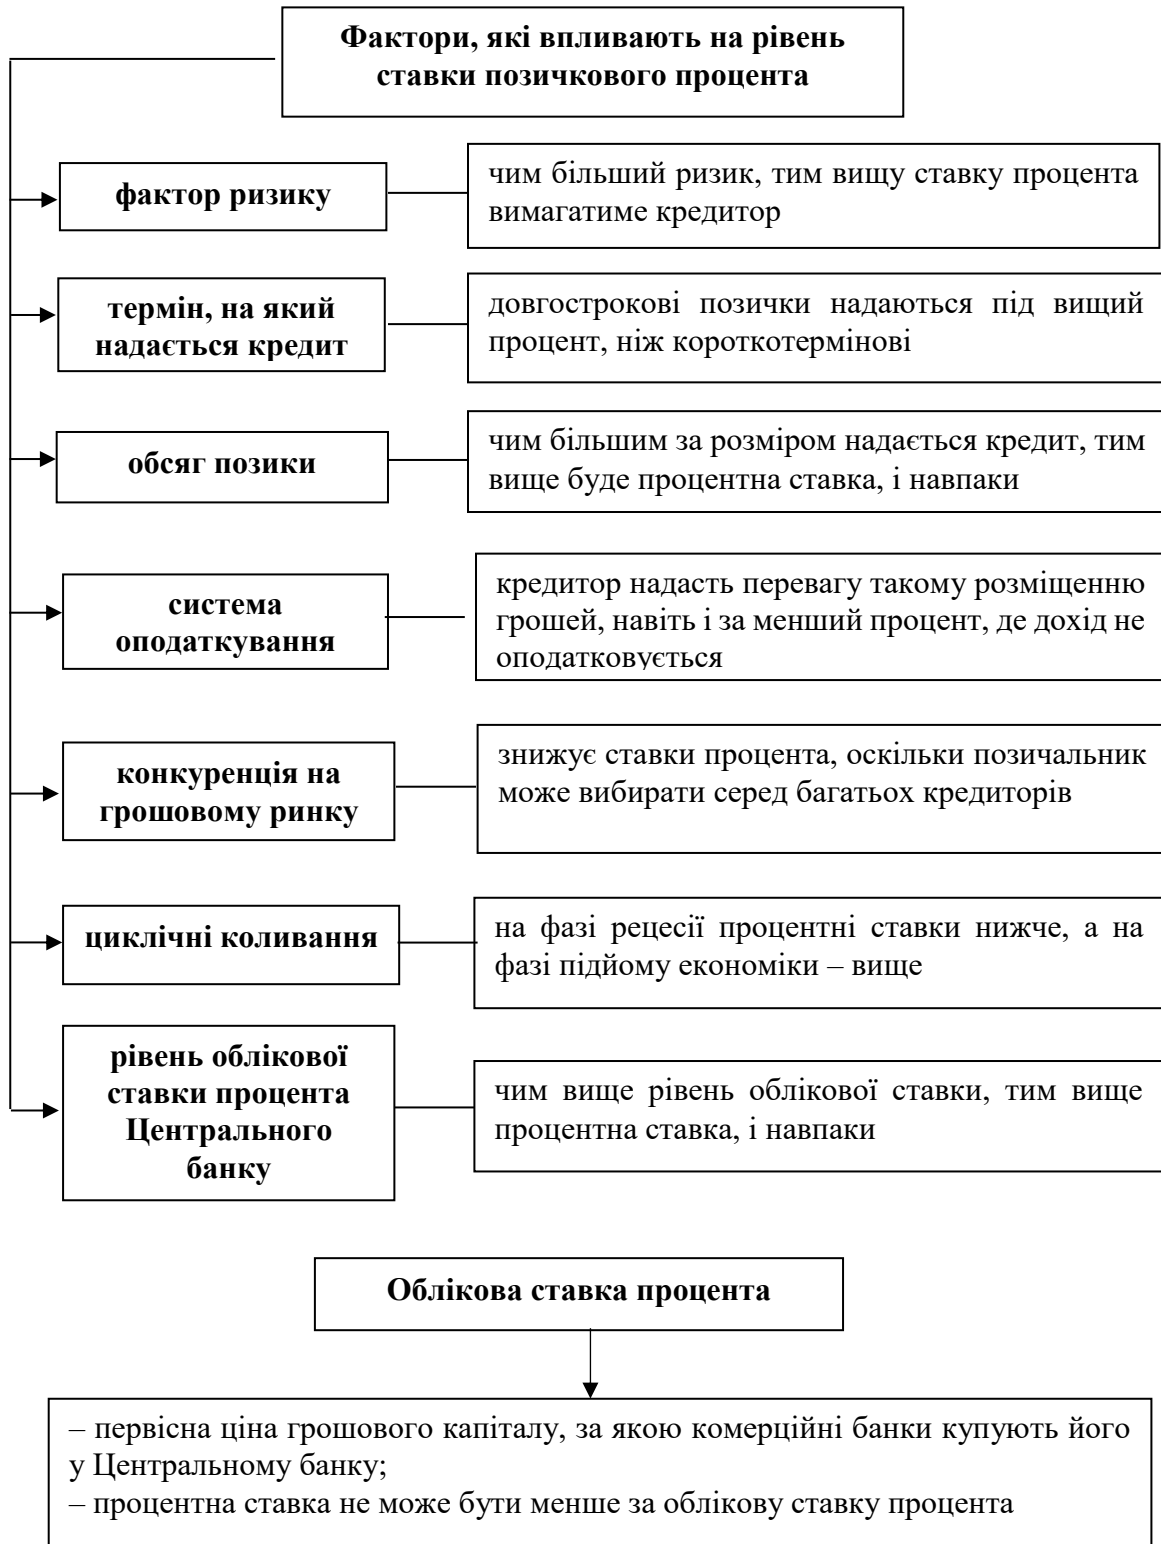 Фактори, які впливають на рівень
ставки позичкового процента
фактор ризику
чим більший ризик, тим вищу ставку процента
вимагатиме кредитор
термін, на який
надається кредит
довгострокові позички надаються під вищий
процент, ніж короткотермінові
обсяг позики
чим більшим за розміром надається кредит, тим
вище буде процентна ставка, і навпаки
система
оподаткування
кредитор надасть перевагу такому розміщенню
грошей, навіть і за менший процент, де дохід не
оподатковується
конкуренція на
грошовому ринку
знижує ставки процента, оскільки позичальник
може вибирати серед багатьох кредиторів
циклічні коливання
на фазі рецесії процентні ставки нижче, а на
фазі підйому економіки – вище
рівень облікової
ставки процента
Центрального
банку
чим вище рівень облікової ставки, тим вище
процентна ставка, і навпаки
Облікова ставка процента
– первісна ціна грошового капіталу, за якою комерційні банки купують його
у Центральному банку;
– процентна ставка не може бути менше за облікову ставку процента